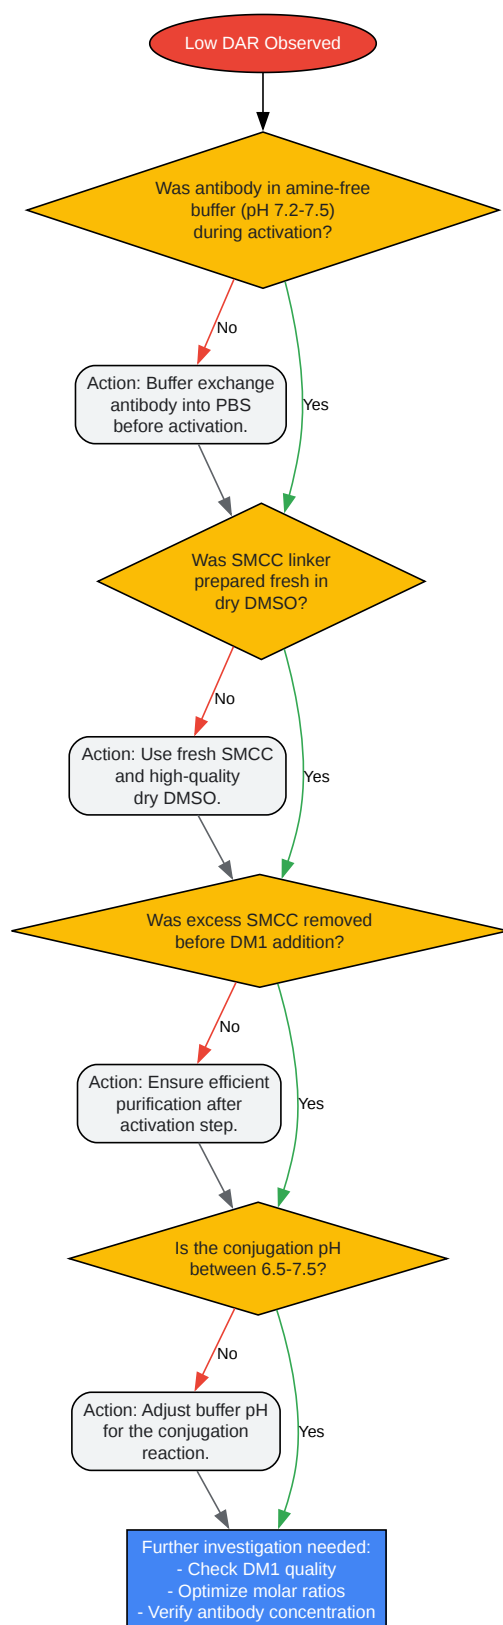 Low DAR Observed
Was antibody in amine-free
buffer (pH 7.2-7.5)
during activation?
No
Action: Buffer exchange
antibody into PBS
before activation.
Yes
Was SMCC linker
prepared fresh in
dry DMSO?
No
Action: Use fresh SMCC
and high-quality
dry DMSO.
Yes
Was excess SMCC removed
before DM1 addition?
No
Action: Ensure efficient
purification after
activation step.
Yes
Is the conjugation pH
between 6.5-7.5?
No
Action: Adjust buffer pH
for the conjugation
reaction.
Yes
Further investigation needed:
- Check DM1 quality
- Optimize molar ratios
- Verify antibody concentration